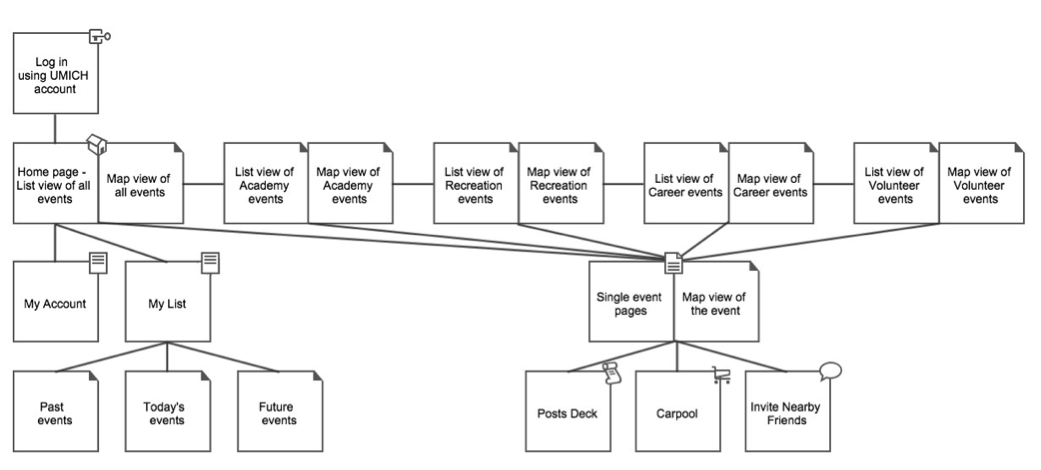 Log in
using UMICH
account
Home page -
List view of all
events
Map view of
all events
List view of
Academy
events
Map view of
Academy
events
List view of
Recreation
events
Map view of
Recreation
events
List view of
Career events
Map view of
Career events
List view of
Volunteer
events
Map view of
Volunteer
events
My Account
My List
Single event
pages
Map view of
the event
Past
events
Today's
events
Future
events
Posts Deck
Carpool
Invite Nearby
Friends